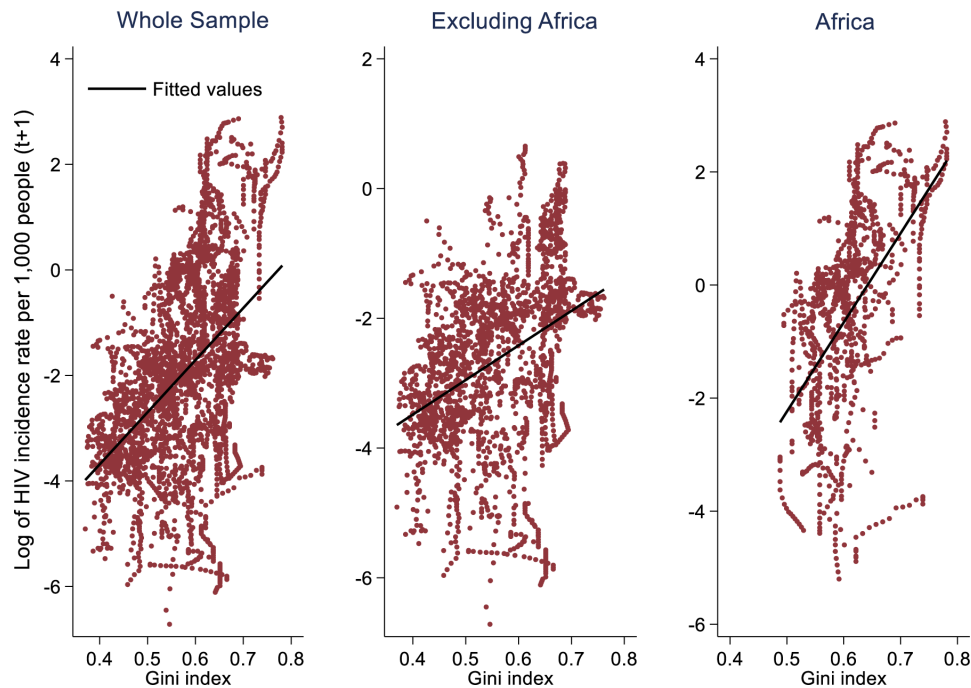 Whole Sample
Excluding Africa
Africa
Log of HIV incidence rate per 1,000 people (t+1)
4
2
0
-2
-4
-6
Fitted values
0.4 0.5 0.6 0.7 0.8
Gini index
2
0
-2
-4
-6
0.4 0.5 0.6 0.7 0.8
Gini index
4
2
0
-2
-4
-6
0.4 0.5 0.6 0.7 0.8
Gini index